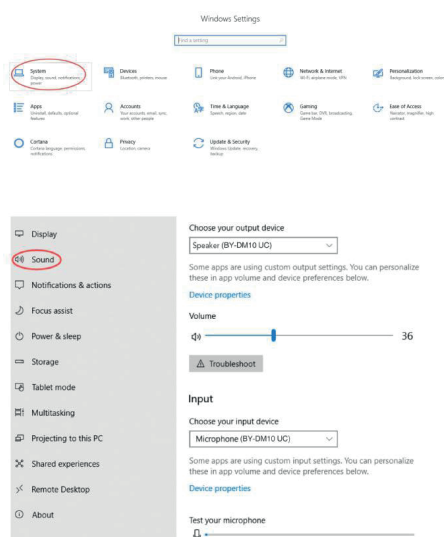 Windows Settings
Find a setting
System
Display, sound, notifications, power
Devices
Bluetooth, printers, mouse
Phone
Link your Android, iPhone
Network & Internet
Wi-Fi, airplane mode, VPN
Personalization
Background, lock screen, color
Apps
Uninstall, defaults, optional features
Accounts
Your accounts, email, sync, work, other people
Time & Language
Speech, region, date
Gaming
Game bar, DVR, broadcasting, Game Mode
Ease of Access
Narrator, magnifier, high contrast
Cortana
Cortana language, permissions, notifications
Privacy
Location, camera
Update & Security
Windows Update, recovery, backup
Display
Sound
Notifications & actions
Focus assist
Power & sleep
Storage
Tablet mode
Multitasking
Projecting to this PC
Shared experiences
Remote Desktop
About
Choose your output device
Speaker (BY-DM10 UC)
Some apps are using custom output settings. You can personalize
these in app volume and device preferences below.
Device properties
Volume
36
Troubleshoot
Input
Choose your input device
Microphone (BY-DM10 UC)
Some apps are using custom input settings. You can personalize
these in app volume and device preferences below.
Device properties
Test your microphone